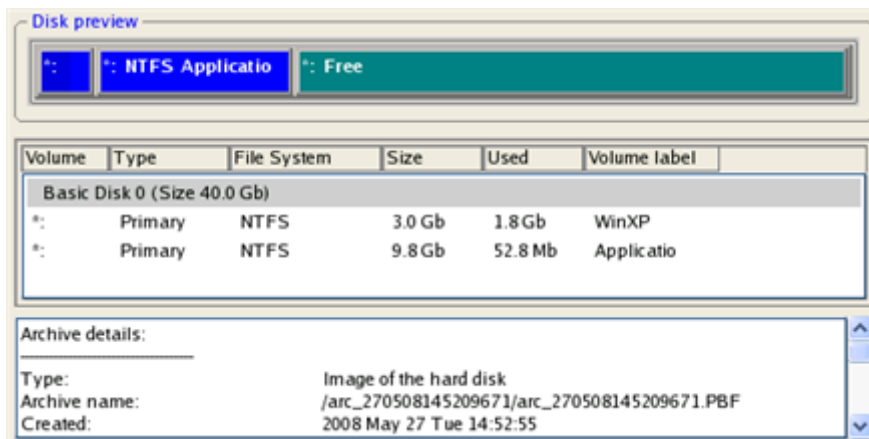 Disk preview
*:
*: NTFS Applicatio
*: Free
Volume Type File System Size Used Volume label
Basic Disk 0 (Size 40.0 Gb)
*: Primary NTFS 3.0 Gb 1.8 Gb WinXP
*: Primary NTFS 9.8 Gb 52.8 Mb Applicatio
Archive details:
--------------------------------
Type: Image of the hard disk
Archive name: /arc_270508145209671/arc_270508145209671.PBF
Created: 2008 May 27 Tue 14:52:55